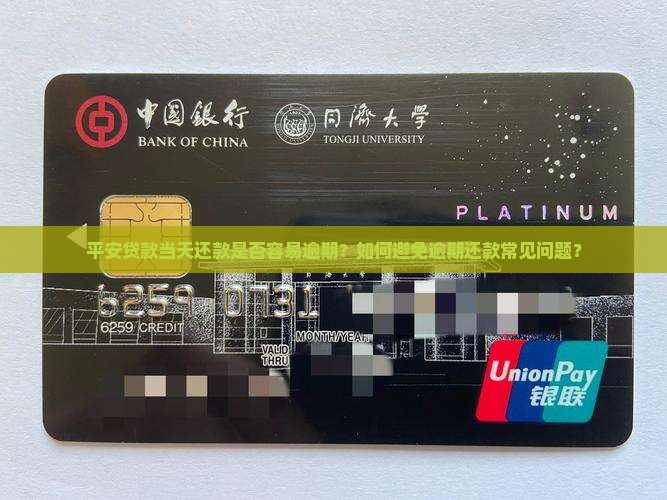 中国银行
BANK OF CHINA
同濟大学
TONGJI UNIVERSITY
PLATINUM
平安贷款当天还款是否容易逾期？如何避免逾期还款常见问题？
6259 0731
6259 CREDIT
MONTH/YEAR
VALID
THRU
UnionPay
银联